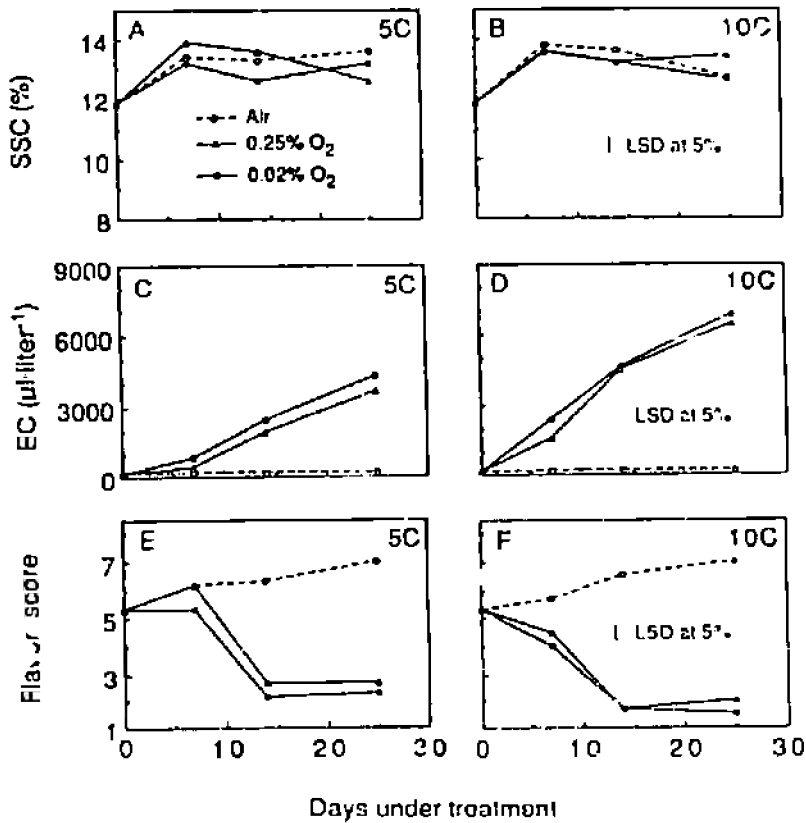 A 5C
B 10C
14
12
10
8
SSC (%)
Air
0.25% O₂
0.02% O₂
LSD at 5%
C 5C
D 10C
9000
6000
3000
0
EC (µl·liter⁻¹)
LSD at 5%
E 5C
F 10C
7
5
3
1
score
LSD at 5%
0 10 20 30
0 10 20 30
Days under treatment